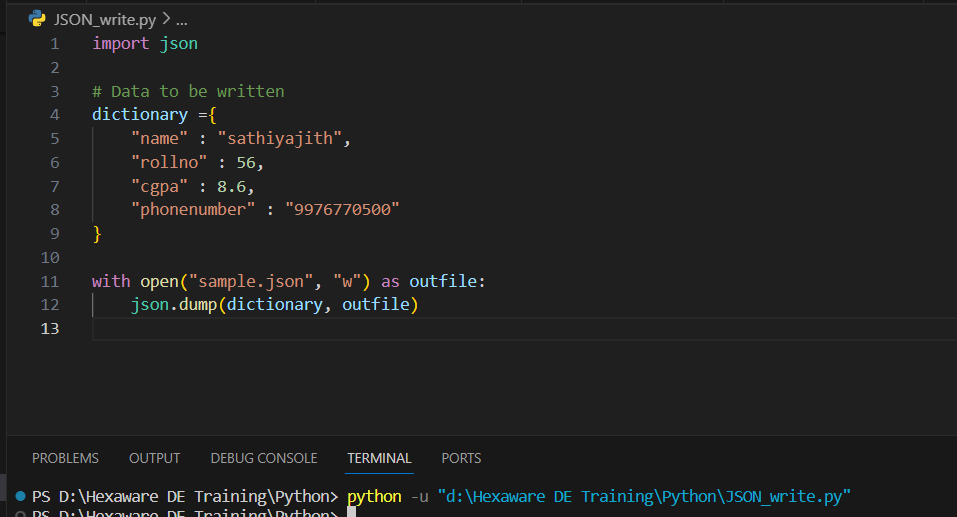 JSON_write.py > ...
1 import json
2
3 # Data to be written
4 dictionary ={
5 "name" : "sathiyajith",
6 "rollno" : 56,
7 "cgpa" : 8.6,
8 "phonenumber" : "9976770500"
9 }
10
11 with open("sample.json", "w") as outfile:
12 json.dump(dictionary, outfile)
13
PROBLEMS OUTPUT DEBUG CONSOLE TERMINAL PORTS
PS D:\Hexaware DE Training\Python> python -u "d:\Hexaware DE Training\Python\JSON_write.py"
PS D:\Hexaware DE Training\Python>